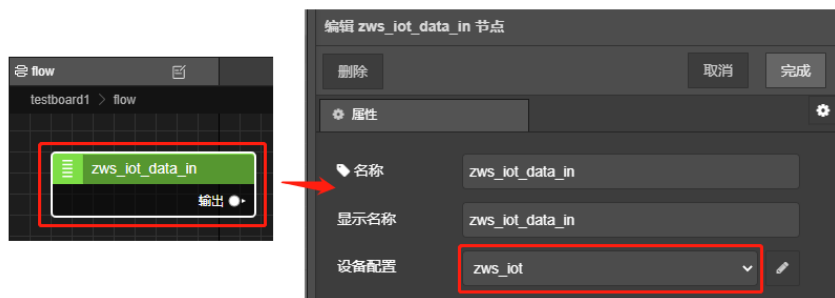 flow
testboard1 > flow
zws_iot_data_in
输出
编辑 zws_iot_data_in 节点
删除
取消
完成
属性
名称
zws_iot_data_in
显示名称
zws_iot_data_in
设备配置
zws_iot